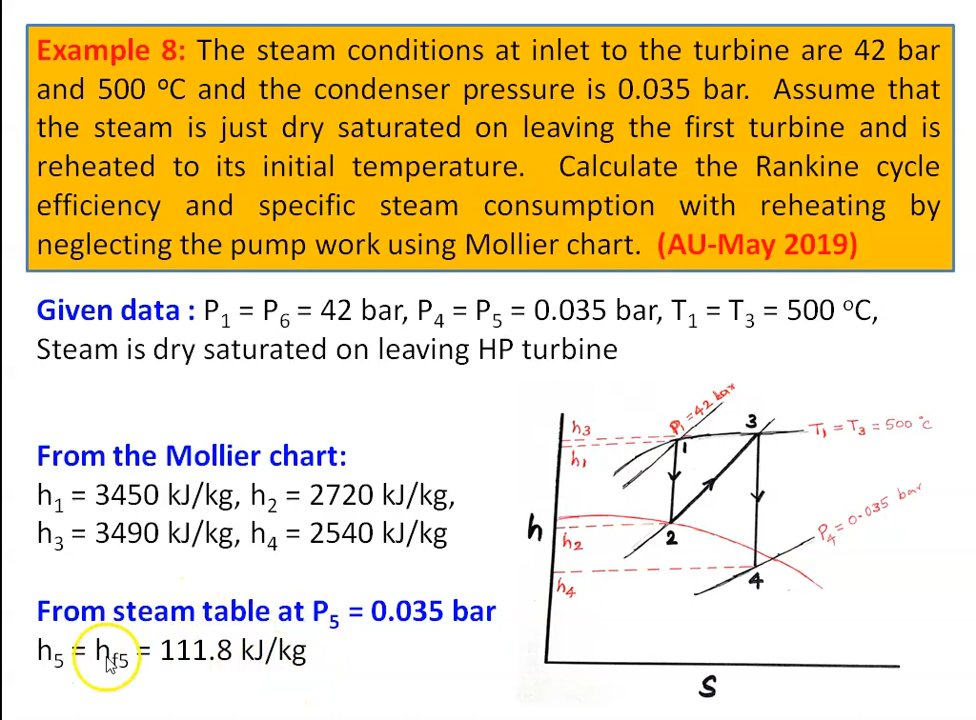 Example 8: The steam conditions at inlet to the turbine are 42 bar
and 500 °C and the condenser pressure is 0.035 bar. Assume that
the steam is just dry saturated on leaving the first turbine and is
reheated to its initial temperature. Calculate the Rankine cycle
efficiency and specific steam consumption with reheating by
neglecting the pump work using Mollier chart. (AU-May 2019)
Given data : P₁ = P₆ = 42 bar, P₄ = P₅ = 0.035 bar, T₁ = T₃ = 500 °C,
Steam is dry saturated on leaving HP turbine
From the Mollier chart:
h₁ = 3450 kJ/kg, h₂ = 2720 kJ/kg,
h₃ = 3490 kJ/kg, h₄ = 2540 kJ/kg
From steam table at P₅ = 0.035 bar
h₅ = hf₅ = 111.8 kJ/kg
P₁ = 42 bar
h₃
3
T₁ = T₃ = 500 °C
h₁
1
P₄ = 0.035 bar
h
h₂
2
h₄
4
S